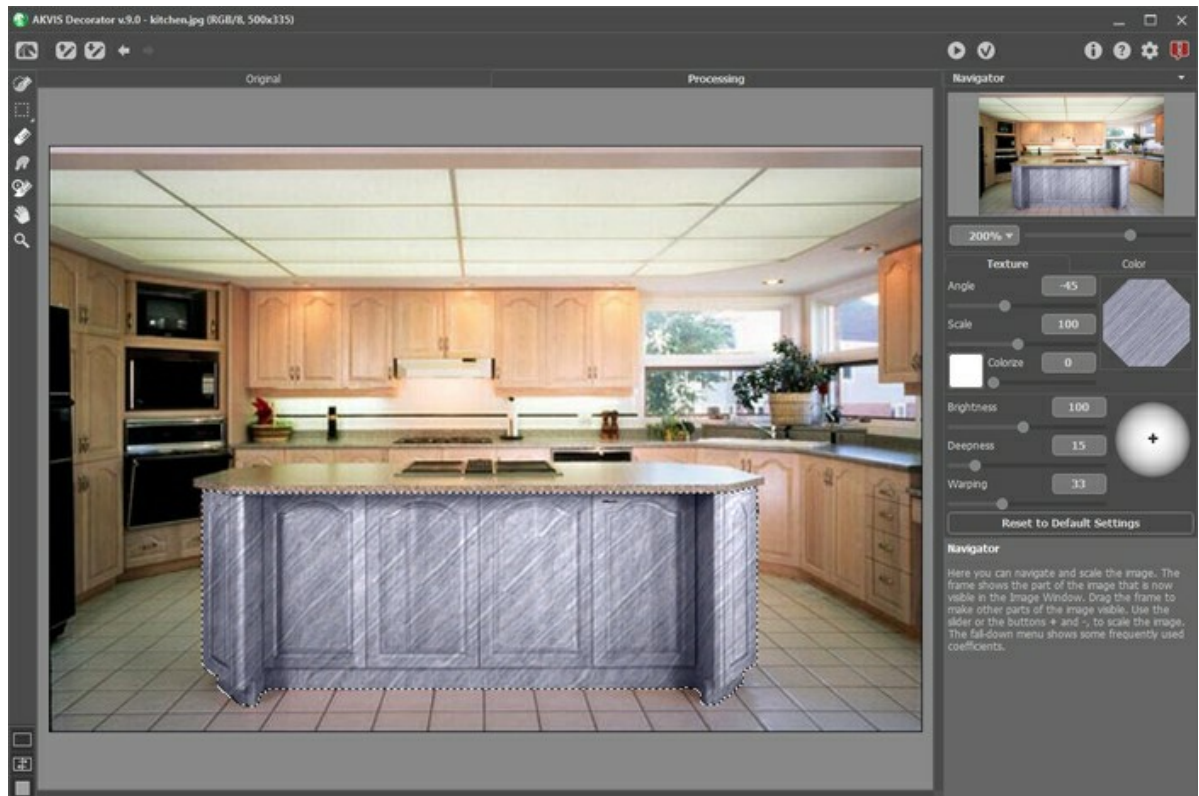 AKVIS Decorator v.9.0 - kitchen.jpg (RGB/8, 500x335)
Original
Processing
Navigator
200%
Texture
Color
Angle
-45
Scale
100
Colorize
0
Brightness
100
Deepness
15
Warping
33
Reset to Default Settings
Navigator
Here you can navigate and scale the image. The
frame shows the part of the image that is now
visible in the Image Window. Drag the frame to
make other parts of the image visible. Use the
slider or the buttons + and -, to scale the image.
The fall-down menu shows some frequently used
coefficients.